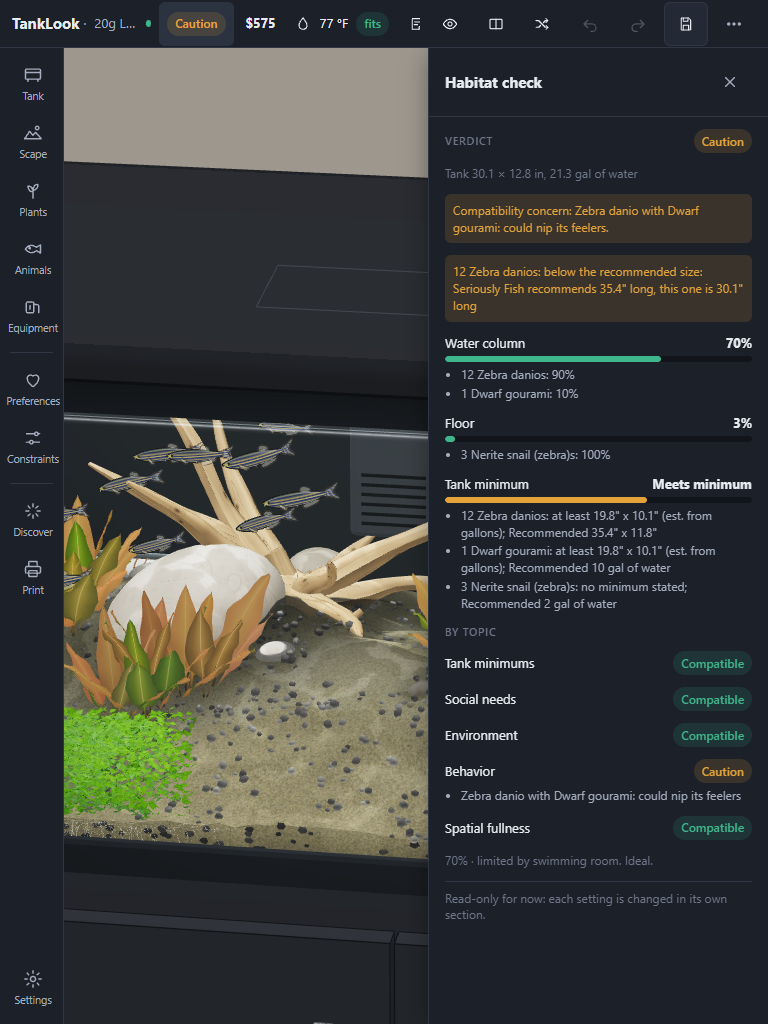 TankLook · 20g L... Caution $575 77 °F fits
Tank
Scape
Plants
Animals
Equipment
Preferences
Constraints
Discover
Print
Settings
Habitat check
VERDICT Caution
Tank 30.1 × 12.8 in, 21.3 gal of water
Compatibility concern: Zebra danio with Dwarf
gourami: could nip its feelers.
12 Zebra danios: below the recommended size:
Seriously Fish recommends 35.4" long, this one is 30.1"
long
Water column 70%
• 12 Zebra danios: 90%
• 1 Dwarf gourami: 10%
Floor 3%
• 3 Nerite snail (zebra)s: 100%
Tank minimum Meets minimum
• 12 Zebra danios: at least 19.8" x 10.1" (est. from
gallons); Recommended 35.4" x 11.8"
• 1 Dwarf gourami: at least 19.8" x 10.1" (est. from
gallons); Recommended 10 gal of water
• 3 Nerite snail (zebra)s: no minimum stated;
Recommended 2 gal of water
BY TOPIC
Tank minimums Compatible
Social needs Compatible
Environment Compatible
Behavior Caution
• Zebra danio with Dwarf gourami: could nip its feelers
Spatial fullness Compatible
70% · limited by swimming room. Ideal.
Read-only for now: each setting is changed in its own
section.